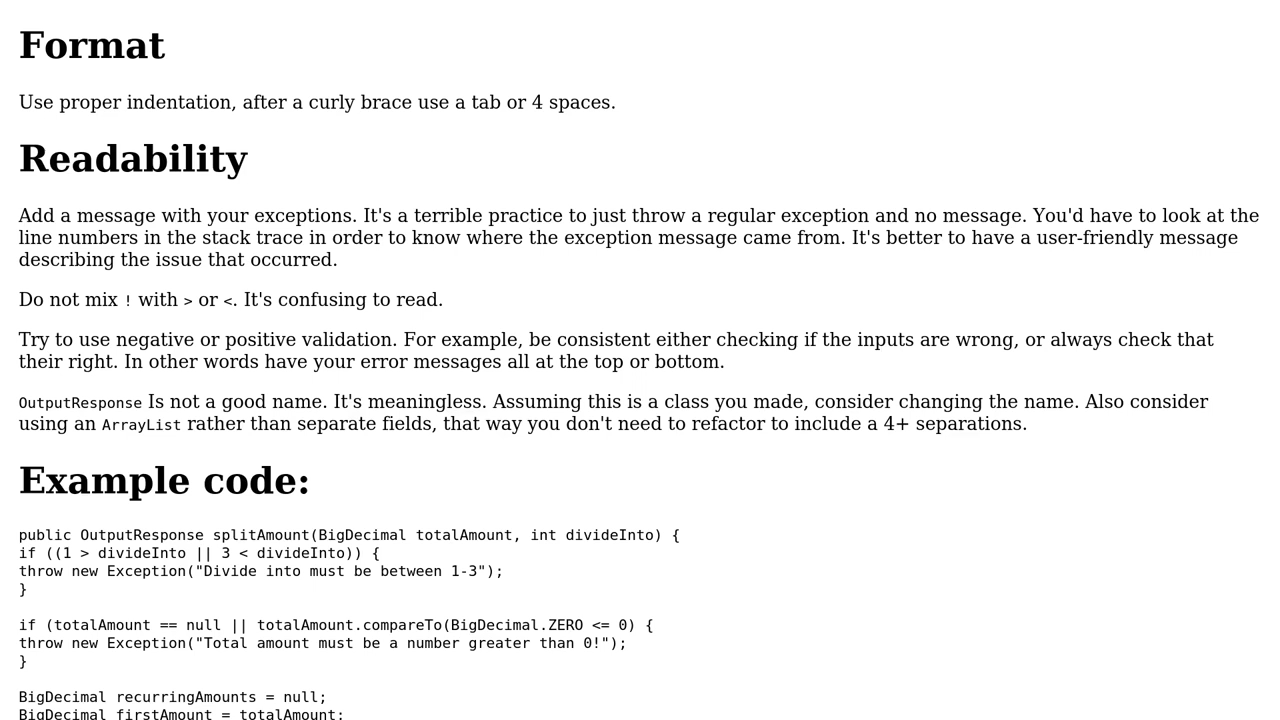 Format
Use proper indentation, after a curly brace use a tab or 4 spaces.
Readability
Add a message with your exceptions. It's a terrible practice to just throw a regular exception and no message. You'd have to look at the
line numbers in the stack trace in order to know where the exception message came from. It's better to have a user-friendly message
describing the issue that occurred.
Do not mix ! with > or <. It's confusing to read.
Try to use negative or positive validation. For example, be consistent either checking if the inputs are wrong, or always check that
their right. In other words have your error messages all at the top or bottom.
OutputResponse Is not a good name. It's meaningless. Assuming this is a class you made, consider changing the name. Also consider
using an ArrayList rather than separate fields, that way you don't need to refactor to include a 4+ separations.
Example code:
public OutputResponse splitAmount(BigDecimal totalAmount, int divideInto) {
if ((1 > divideInto || 3 < divideInto)) {
throw new Exception("Divide into must be between 1-3");
}
if (totalAmount == null || totalAmount.compareTo(BigDecimal.ZERO <= 0) {
throw new Exception("Total amount must be a number greater than 0!");
}
BigDecimal recurringAmounts = null;
BigDecimal firstAmount = totalAmount;